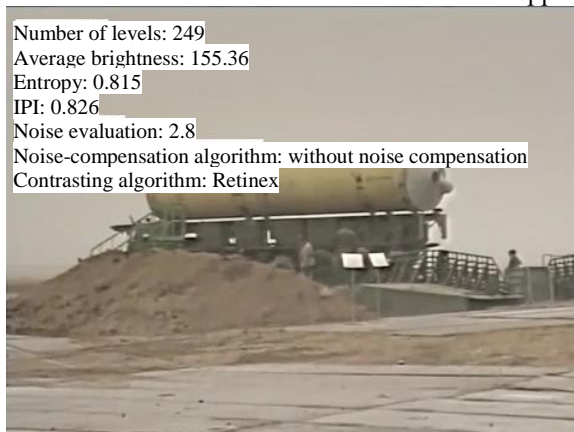 Number of levels: 249
Average brightness: 155.36
Entropy: 0.815
IPI: 0.826
Noise evaluation: 2.8
Noise-compensation algorithm: without noise compensation
Contrasting algorithm: Retinex